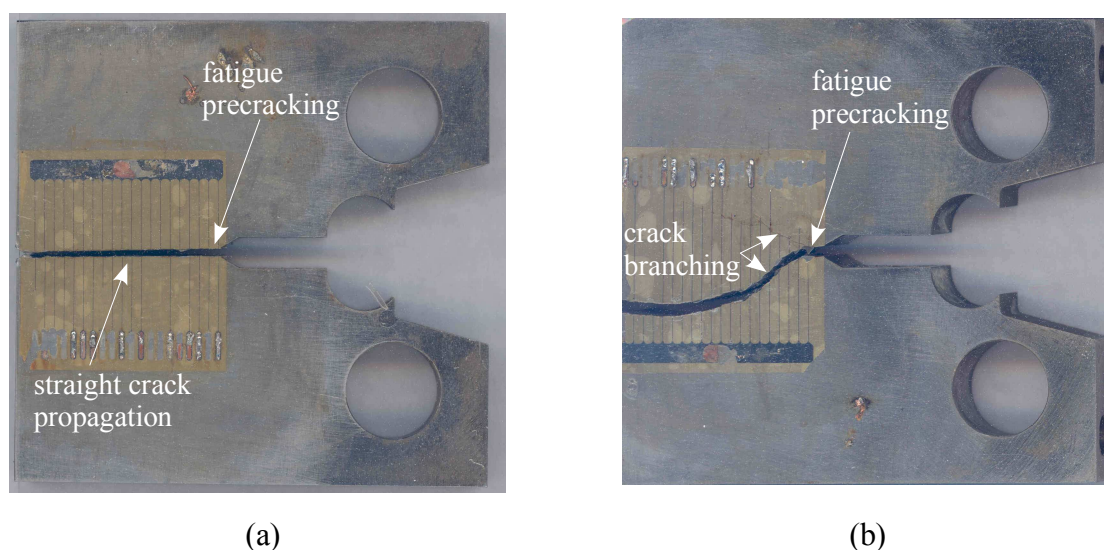 fatigue
precracking
straight crack
propagation
(a)
fatigue
precracking
crack
branching
(b)